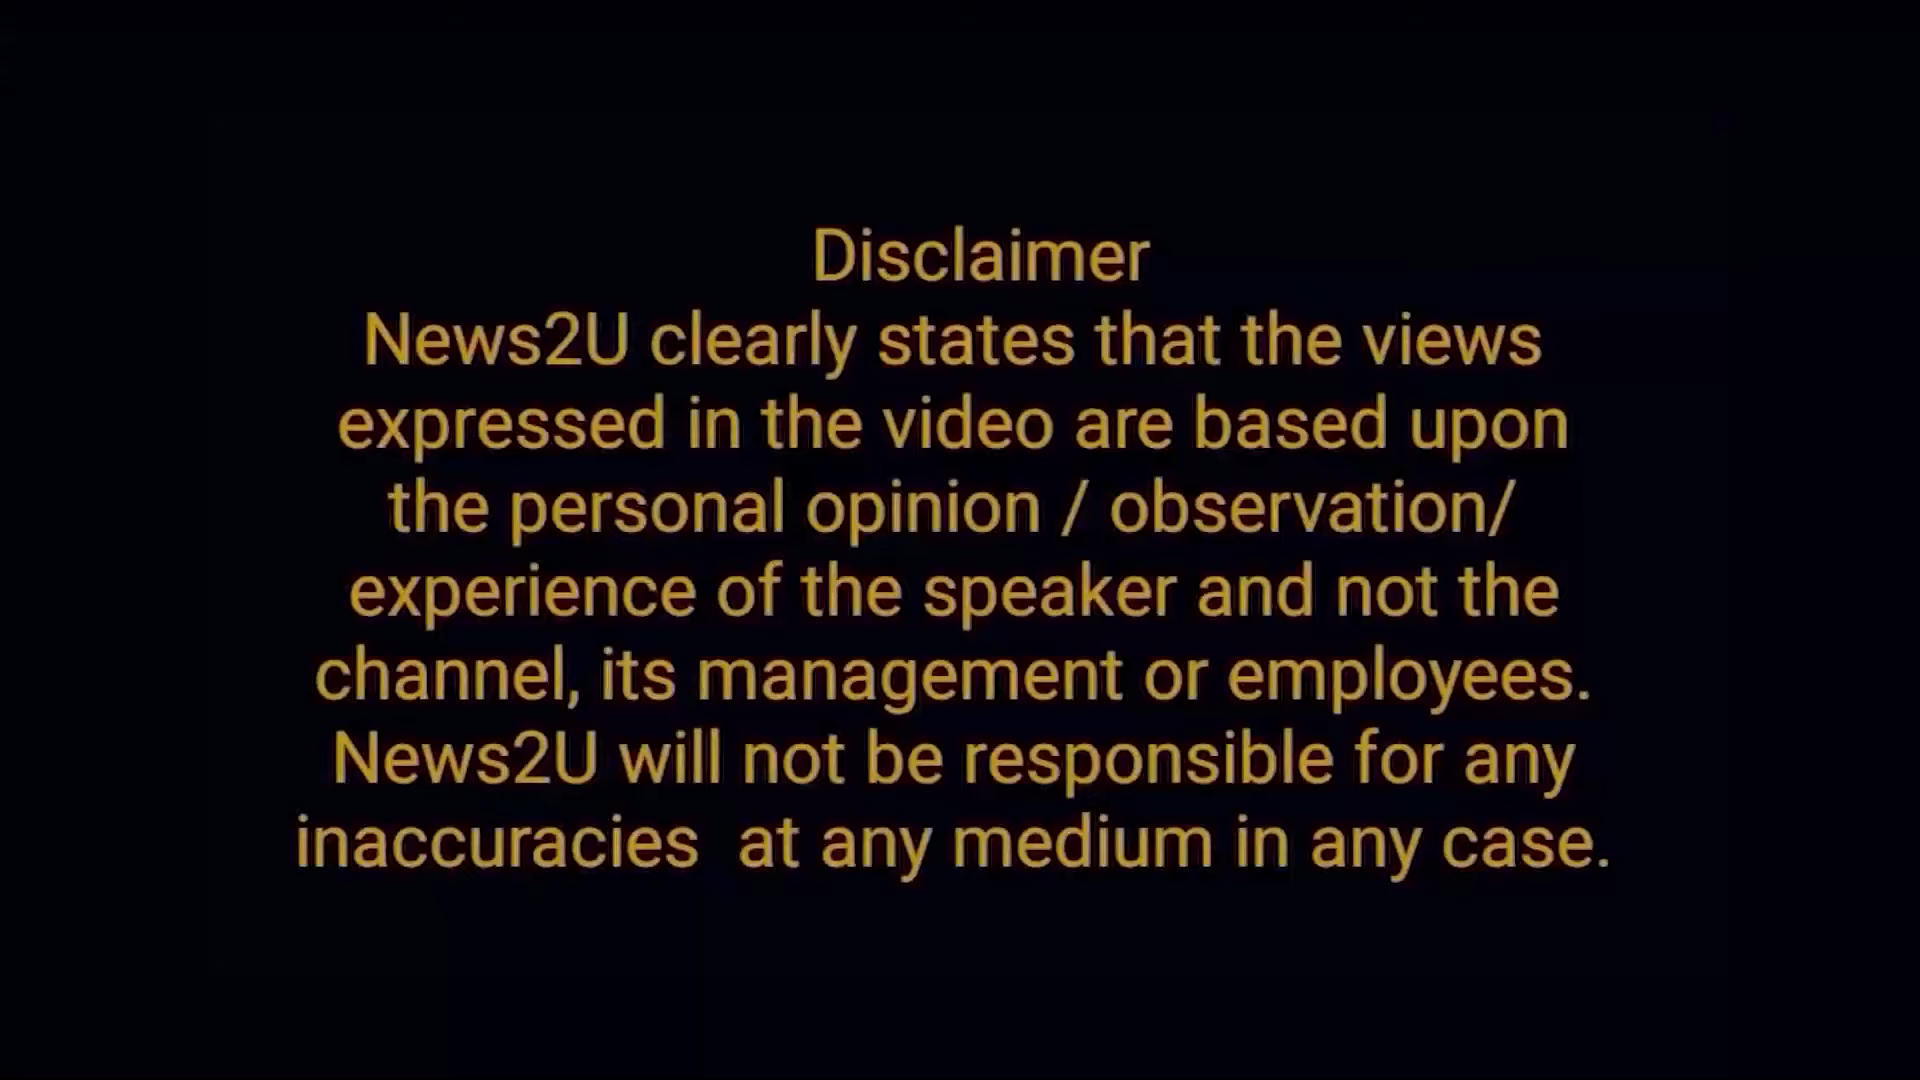 Disclaimer
News2U clearly states that the views
expressed in the video are based upon
the personal opinion / observation/
experience of the speaker and not the
channel, its management or employees.
News2U will not be responsible for any
inaccuracies  at any medium in any case.